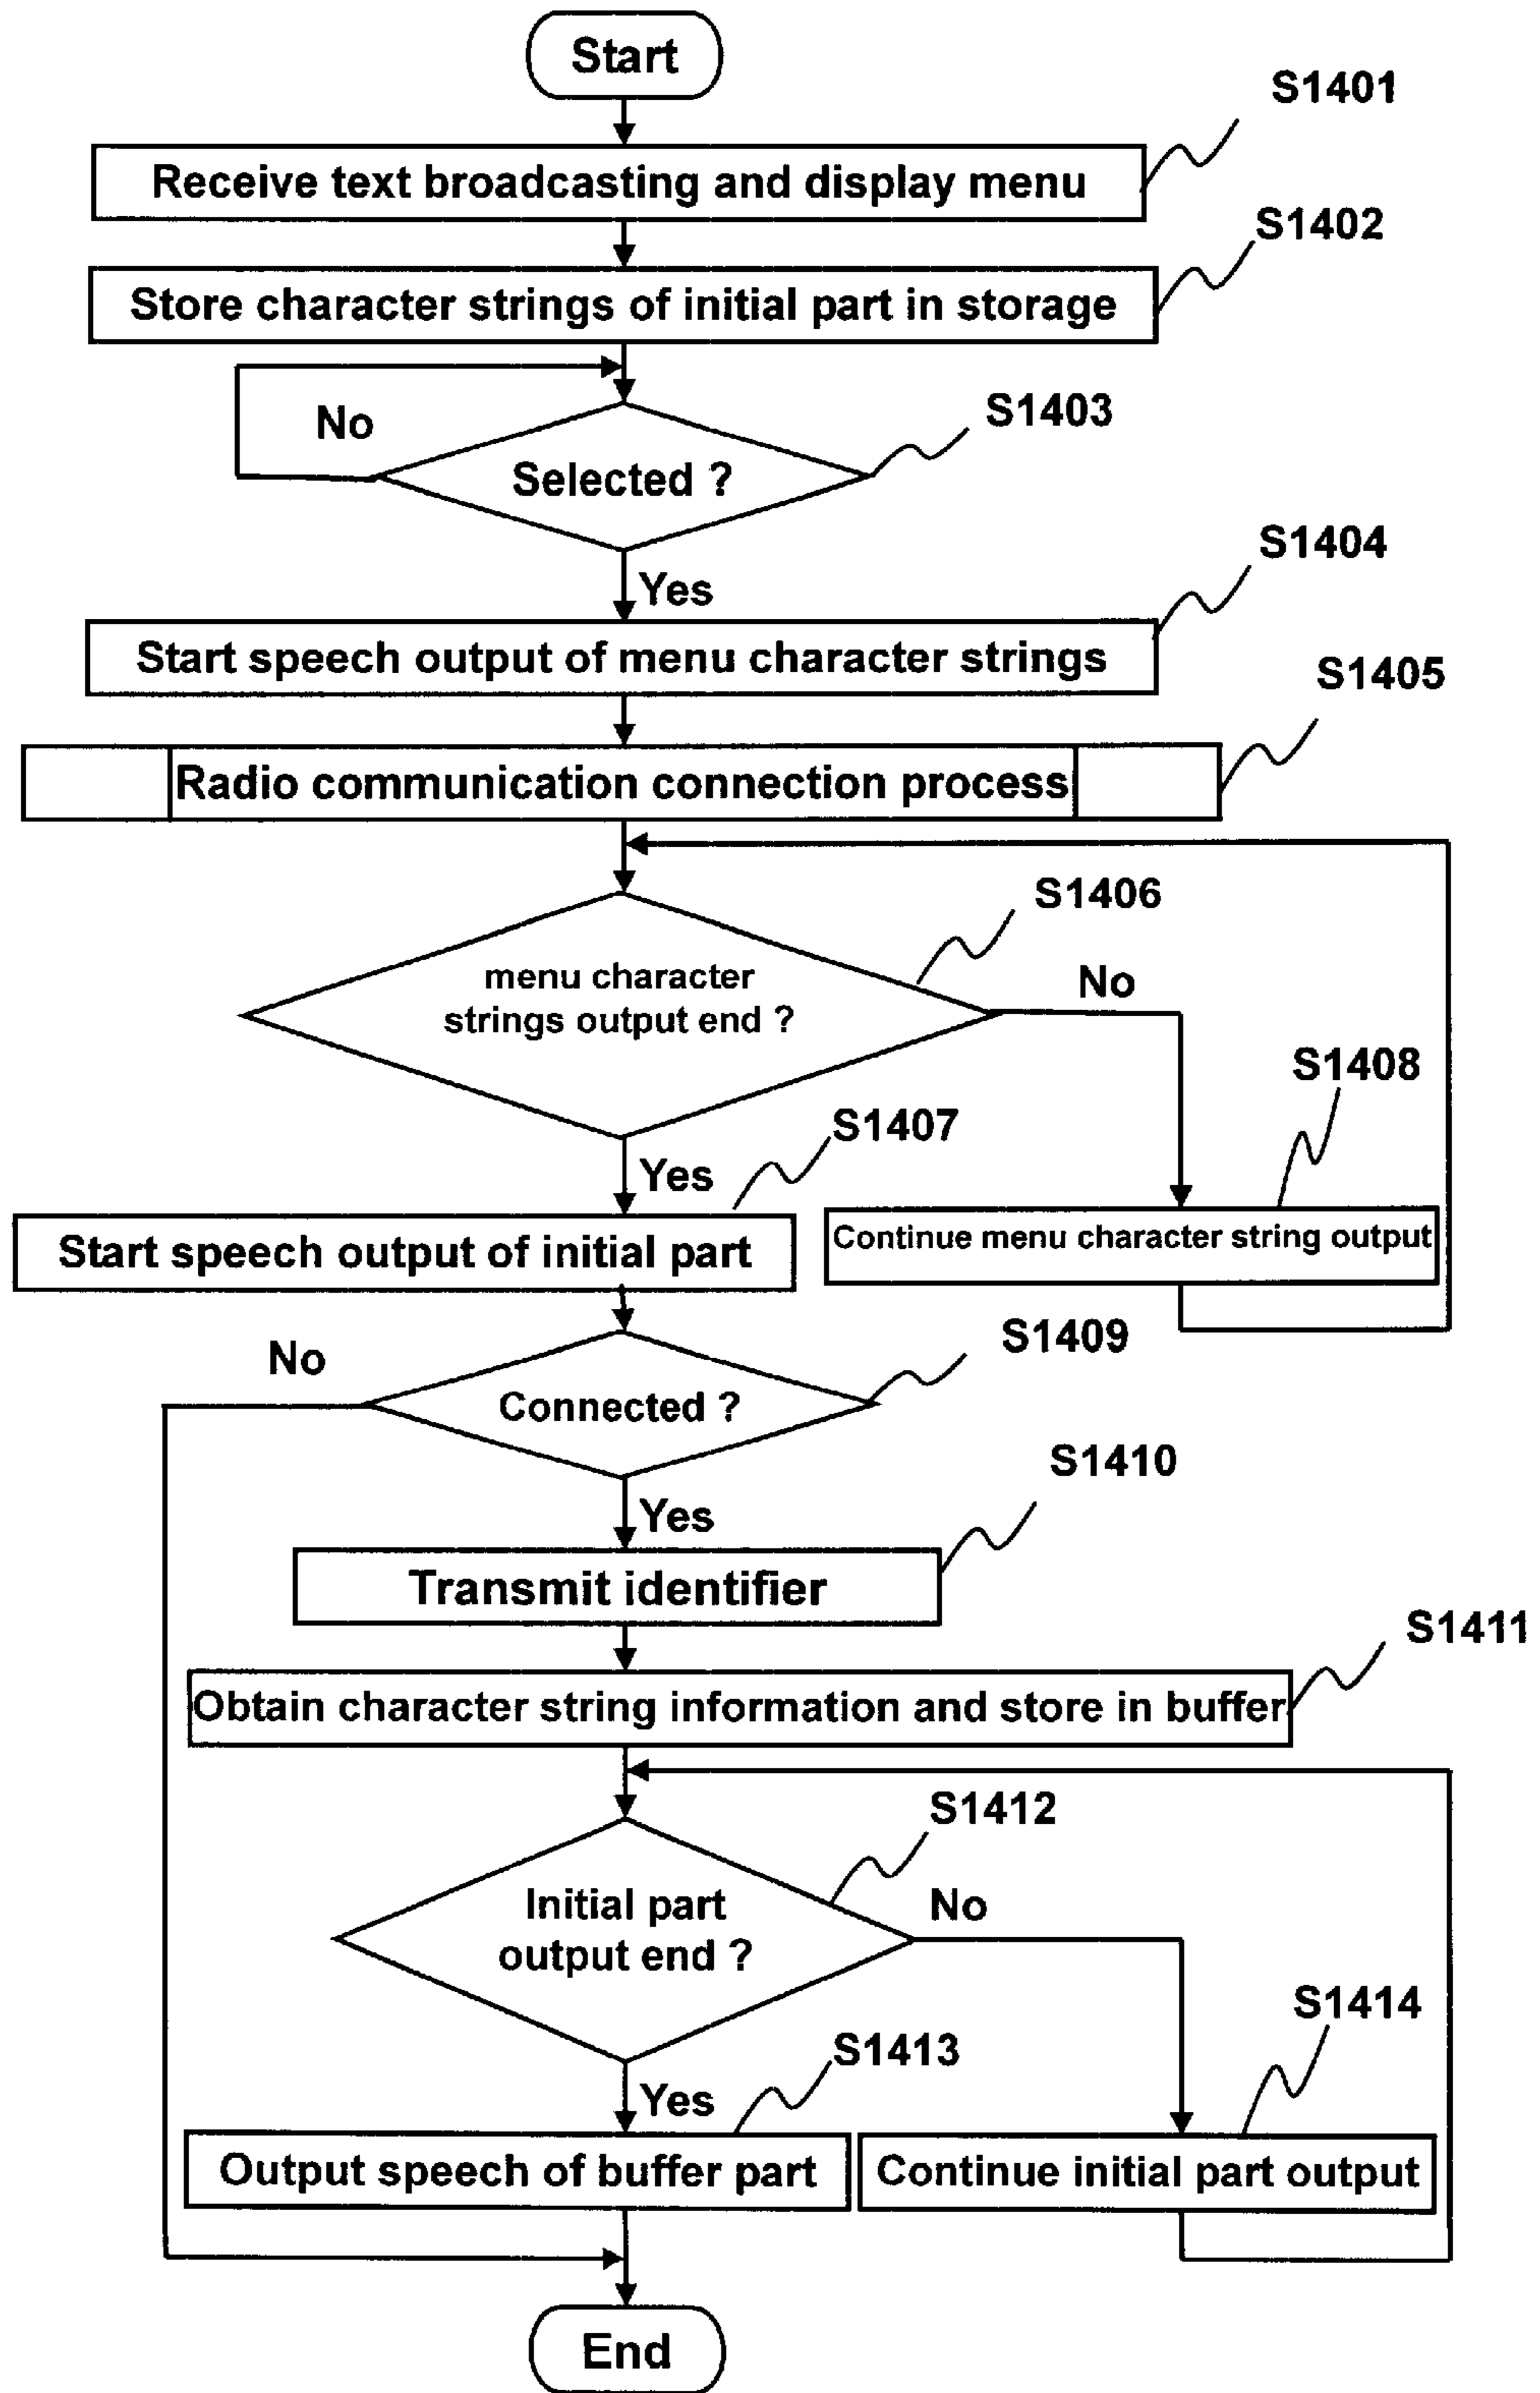 Start
S1401
Receive text broadcasting and display menu
S1402
Store character strings of initial part in storage
S1403
No
Selected ?
S1404
Yes
Start speech output of menu character strings
S1405
Radio communication connection process
S1406
menu character
No
strings output end ?
S1408
S1407
Yes
Continue menu character string output
Start speech output of initial part
S1409
No
Connected ?
S1410
Yes
Transmit identifier
S1411
Obtain character string information and store in buffer
S1412
Initial part
No
output end ?
S1414
S1413
Yes
Output speech of buffer part
Continue initial part output
End